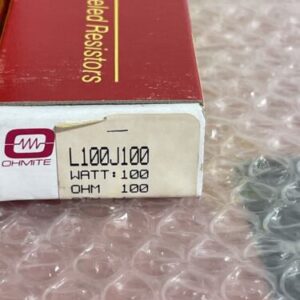 eled Resistors
OHMITE
L100J100
WATT: 100
OHM 100